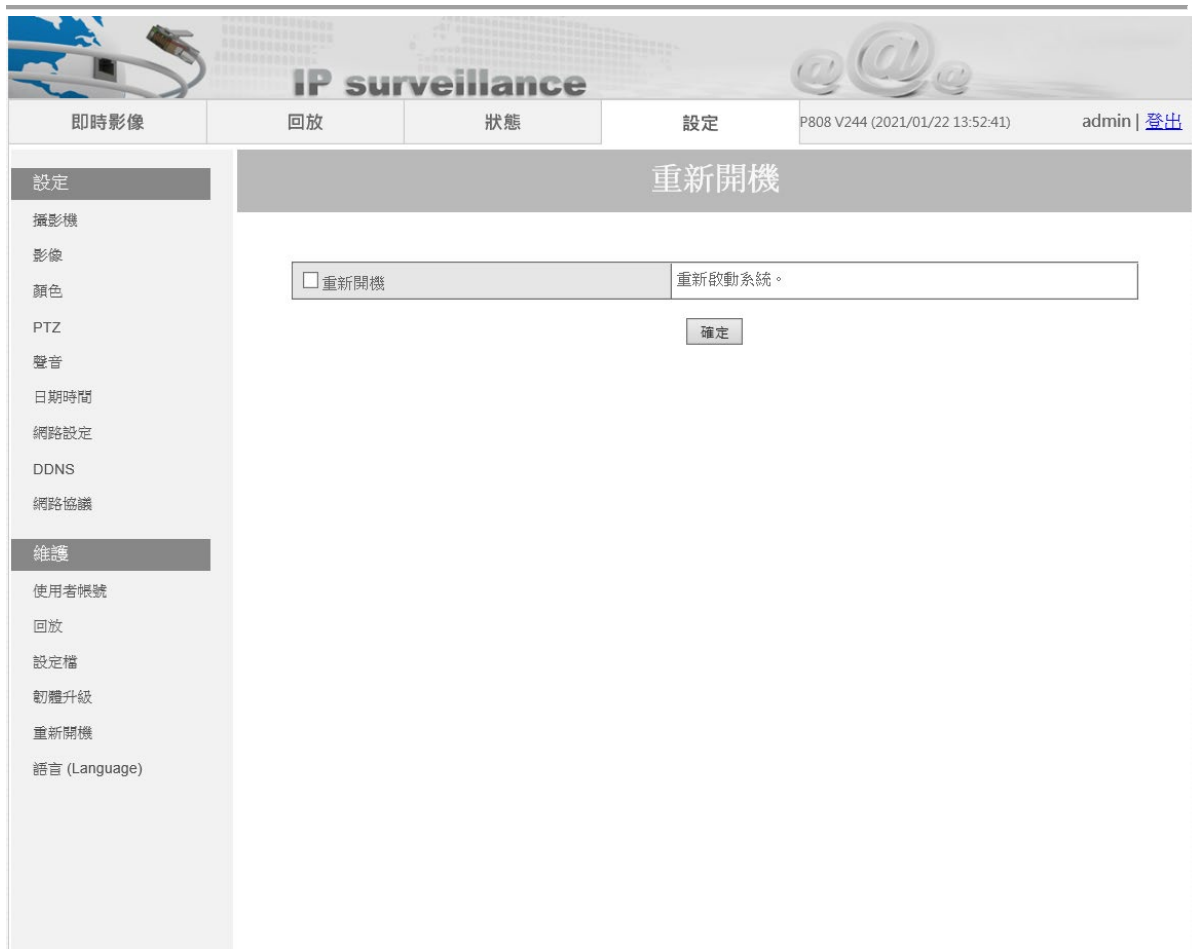 IP surveillance
@@@
即時影像 回放 狀態 設定 P808 V244 (2021/01/22 13:52:41) admin | 登出
設定
重新開機
攝影機
影像
顏色
PTZ
聲音
日期時間
網路設定
DDNS
網路協議
重新開機 重新啟動系統。
確定
維護
使用者帳號
回放
設定檔
韌體升級
重新開機
語言 (Language)